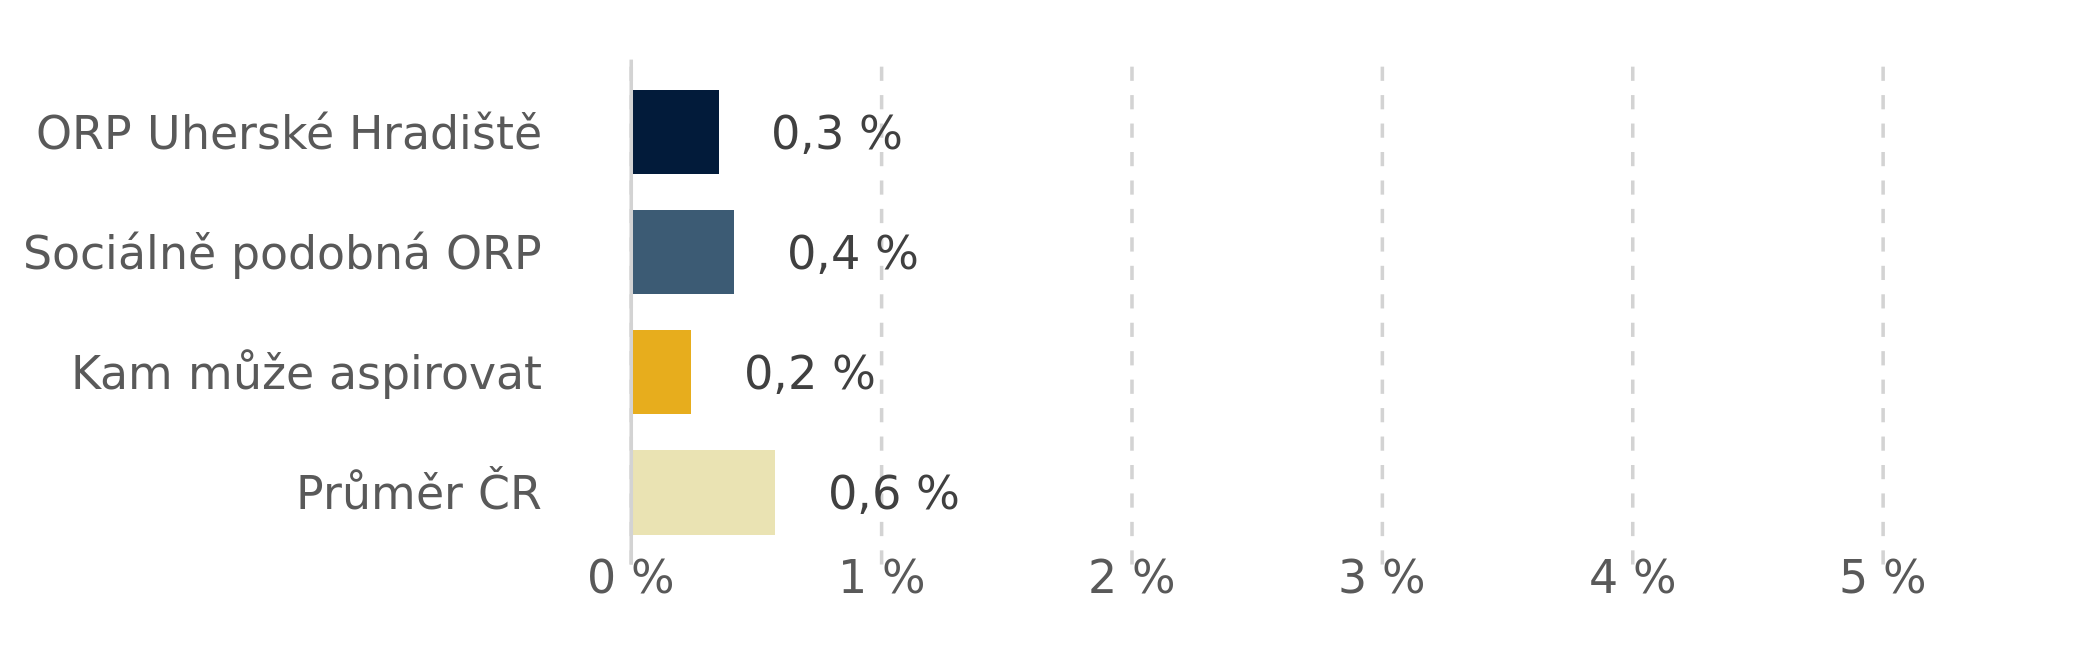 ORP Uherské Hradiště 0,3 %
Sociálně podobná ORP 0,4 %
Kam může aspirovat 0,2 %
Průměr ČR 0,6 %
0 % 1 % 2 % 3 % 4 % 5 %